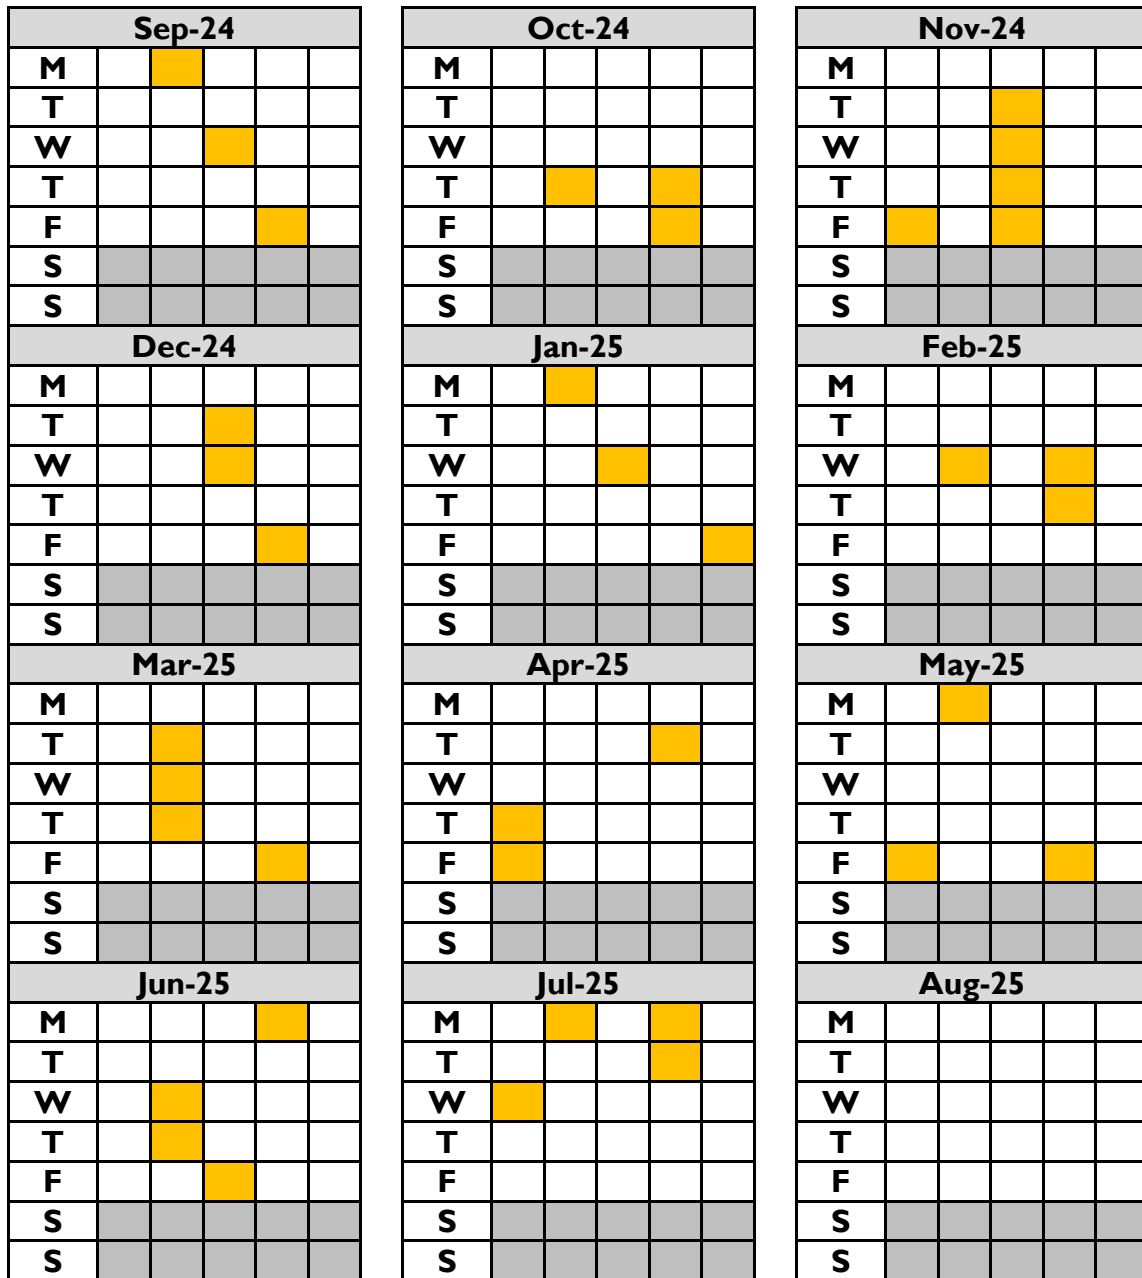 Sep-24 Oct-24 Nov-24
M M M
T T T
W W W
T T T
F F F
S S S
S S S
Dec-24 Jan-25 Feb-25
M M M
T T T
W W W
T T T
F F F
S S S
S S S
Mar-25 Apr-25 May-25
M M M
T T T
W W W
T T T
F F F
S S S
S S S
Jun-25 Jul-25 Aug-25
M M M
T T T
W W W
T T T
F F F
S S S
S S S